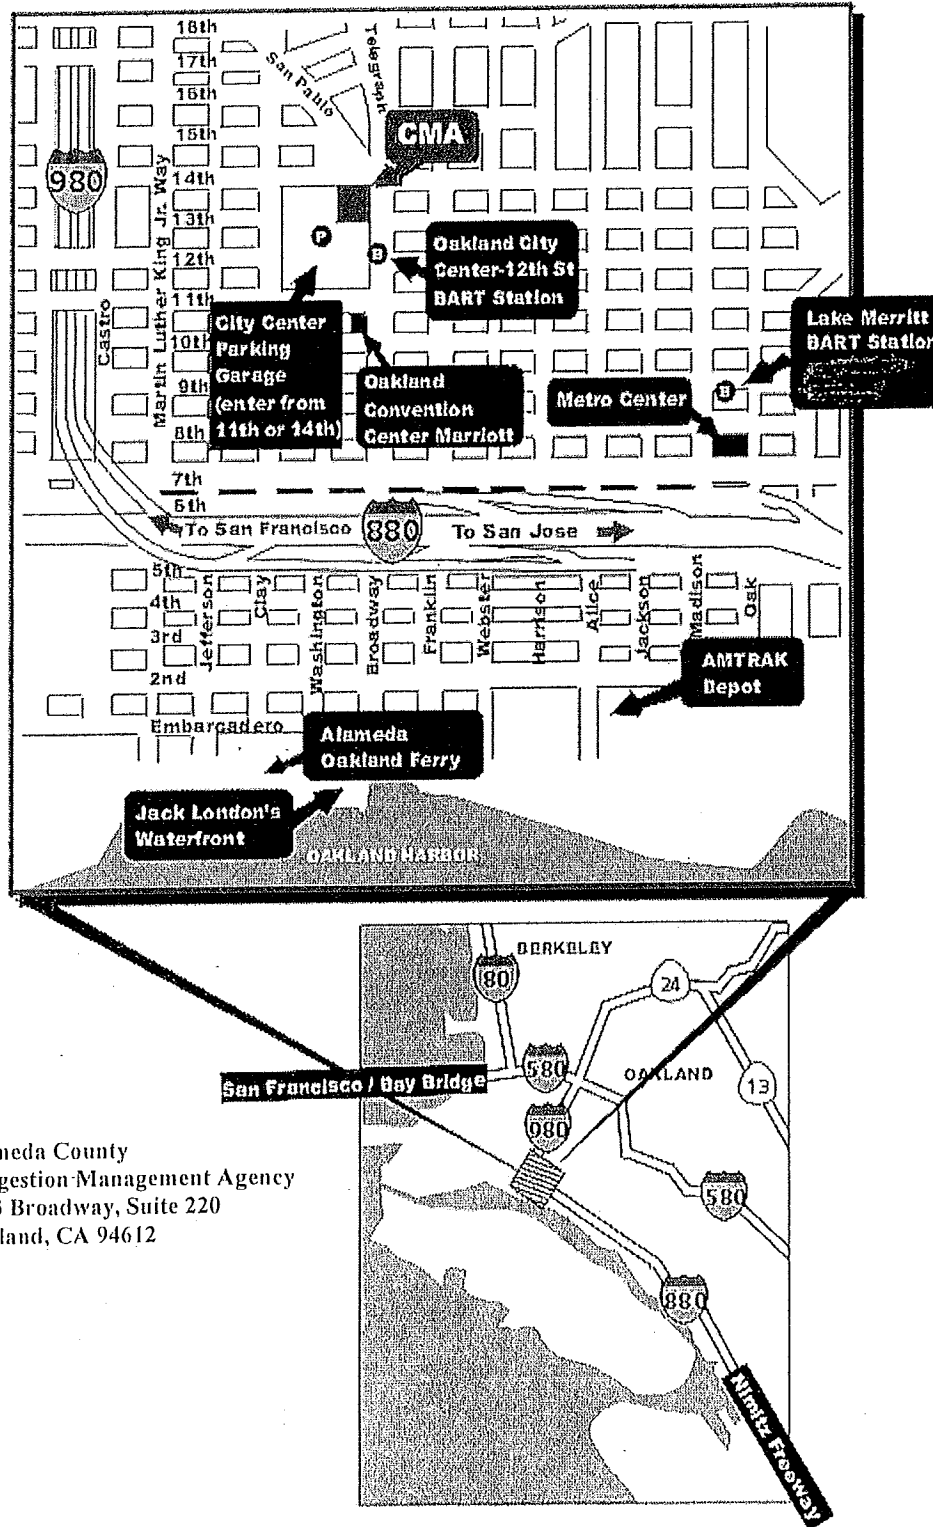 18th
17th
16th
15th
14th
13th
12th
11th
10th
9th
8th
7th
6th
San Pablo
Telegraph
CMA
980
Martin Luther King Jr. Way
Castro
P
B
Oakland City
Center-12th St
BART Station
City Center
Parking
Garage
(enter from
11th or 14th)
Oakland
Convention
Center Marriott
Lake Merritt
BART Station
B
Metro Center
To San Francisco
880
To San Jose
5th
4th
3rd
2nd
Embarcadero
Jefferson
Clay
Washington
Broadway
Franklin
Webster
Harrison
Alice
Jackson
Madison
Oak
AMTRAK
Depot
Alameda
Oakland Ferry
Jack London's
Waterfront
OAKLAND HARBOR
BERKELEY
80
24
580
OAKLAND
13
San Francisco / Bay Bridge
980
580
880
Nimitz Freeway
meda County
gestion Management Agency
Broadway, Suite 220
land, CA 94612